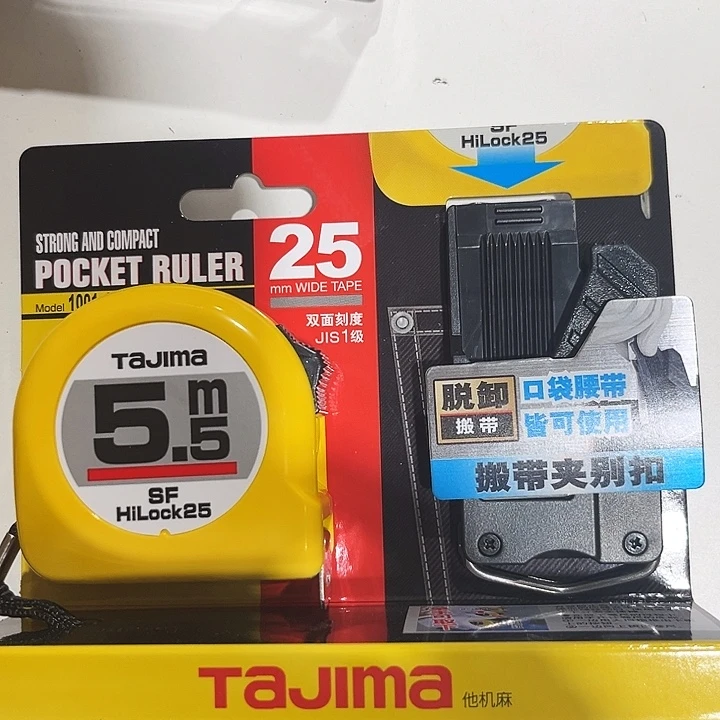 SF
HiLock25
STRONG AND COMPACT
POCKET RULER
Model 1001
25
mm WIDE TAPE
双面刻度
JIS1级
TAJIMA
5.5m
SF
HiLock25
脱卸
搬带
口袋腰带
皆可使用
搬带夹别扣
TAJIMA 他机麻